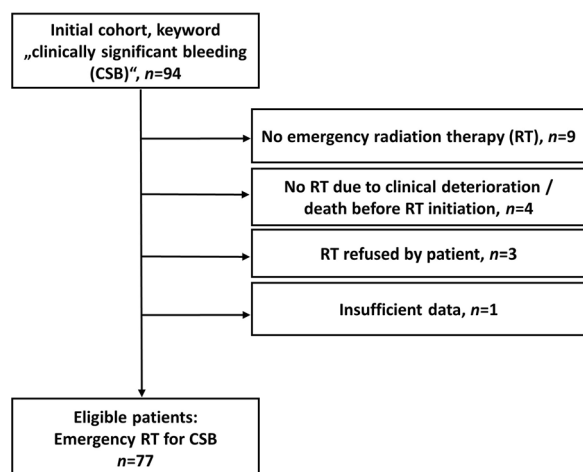 Initial cohort, keyword
„clinically significant bleeding
(CSB)“, n=94
No emergency radiation therapy (RT), n=9
No RT due to clinical deterioration /
death before RT initiation, n=4
RT refused by patient, n=3
Insufficient data, n=1
Eligible patients:
Emergency RT for CSB
n=77